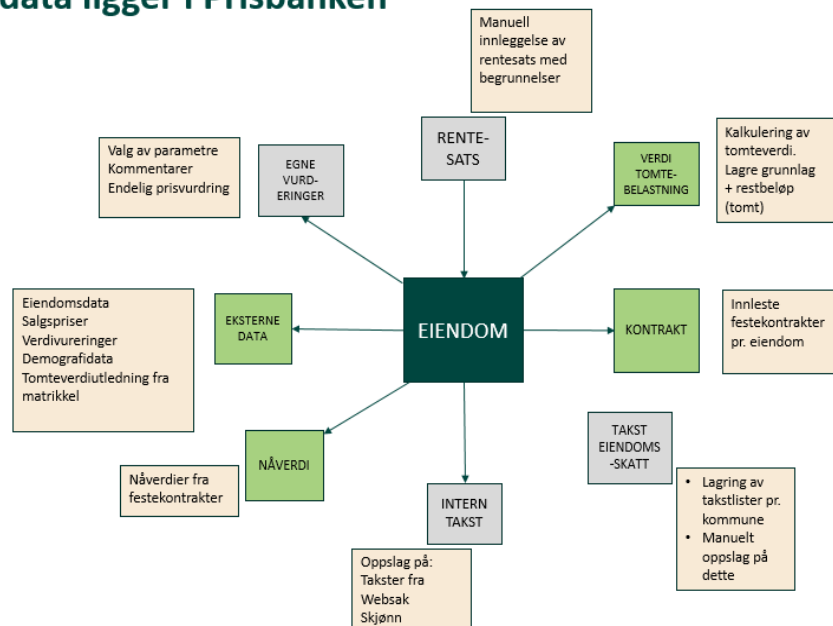 data ligger i Prisbanken
Manuell
innleggelse av
rentesats med
begrunnelser
RENTE-
SATS
Valg av parametre
Kommentarer
Endelig prisvurdring
EGNE
VURD-
ERINGER
VERDI
TOMTE-
BELASTNING
Kalkulering av
tomteverdi.
Lagre grunnlag
+ restbeløp
(tomt)
Eiendomsdata
Salgspriser
Verdivureringer
Demografidata
Tomteverdiutledning fra
matrikkel
EKSTERNE
DATA
EIENDOM
KONTRAKT
Innleste
festekontrakter
pr. eiendom
Nåverdier fra
festekontrakter
NÅVERDI
INTERN
TAKST
Oppslag på:
Takster fra
Websak
Skjønn
TAKST
EIENDOMS
-SKATT
• Lagring av
takstlister pr.
kommune
• Manuelt
oppslag på
dette